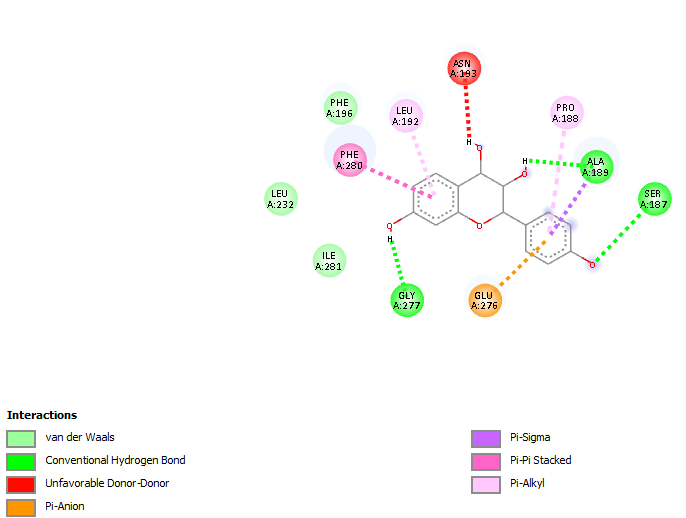 ASN
A:193
PHE
A:196
LEU
A:192
PRO
A:188
H
O
H
O
PHE
A:280
ALA
A:189
LEU
A:232
SER
A:187
O
H
O
O
ILE
A:281
GLY
A:277
GLU
A:276
Interactions
van der Waals
Conventional Hydrogen Bond
Unfavorable Donor-Donor
Pi-Anion
Pi-Sigma
Pi-Pi Stacked
Pi-Alkyl